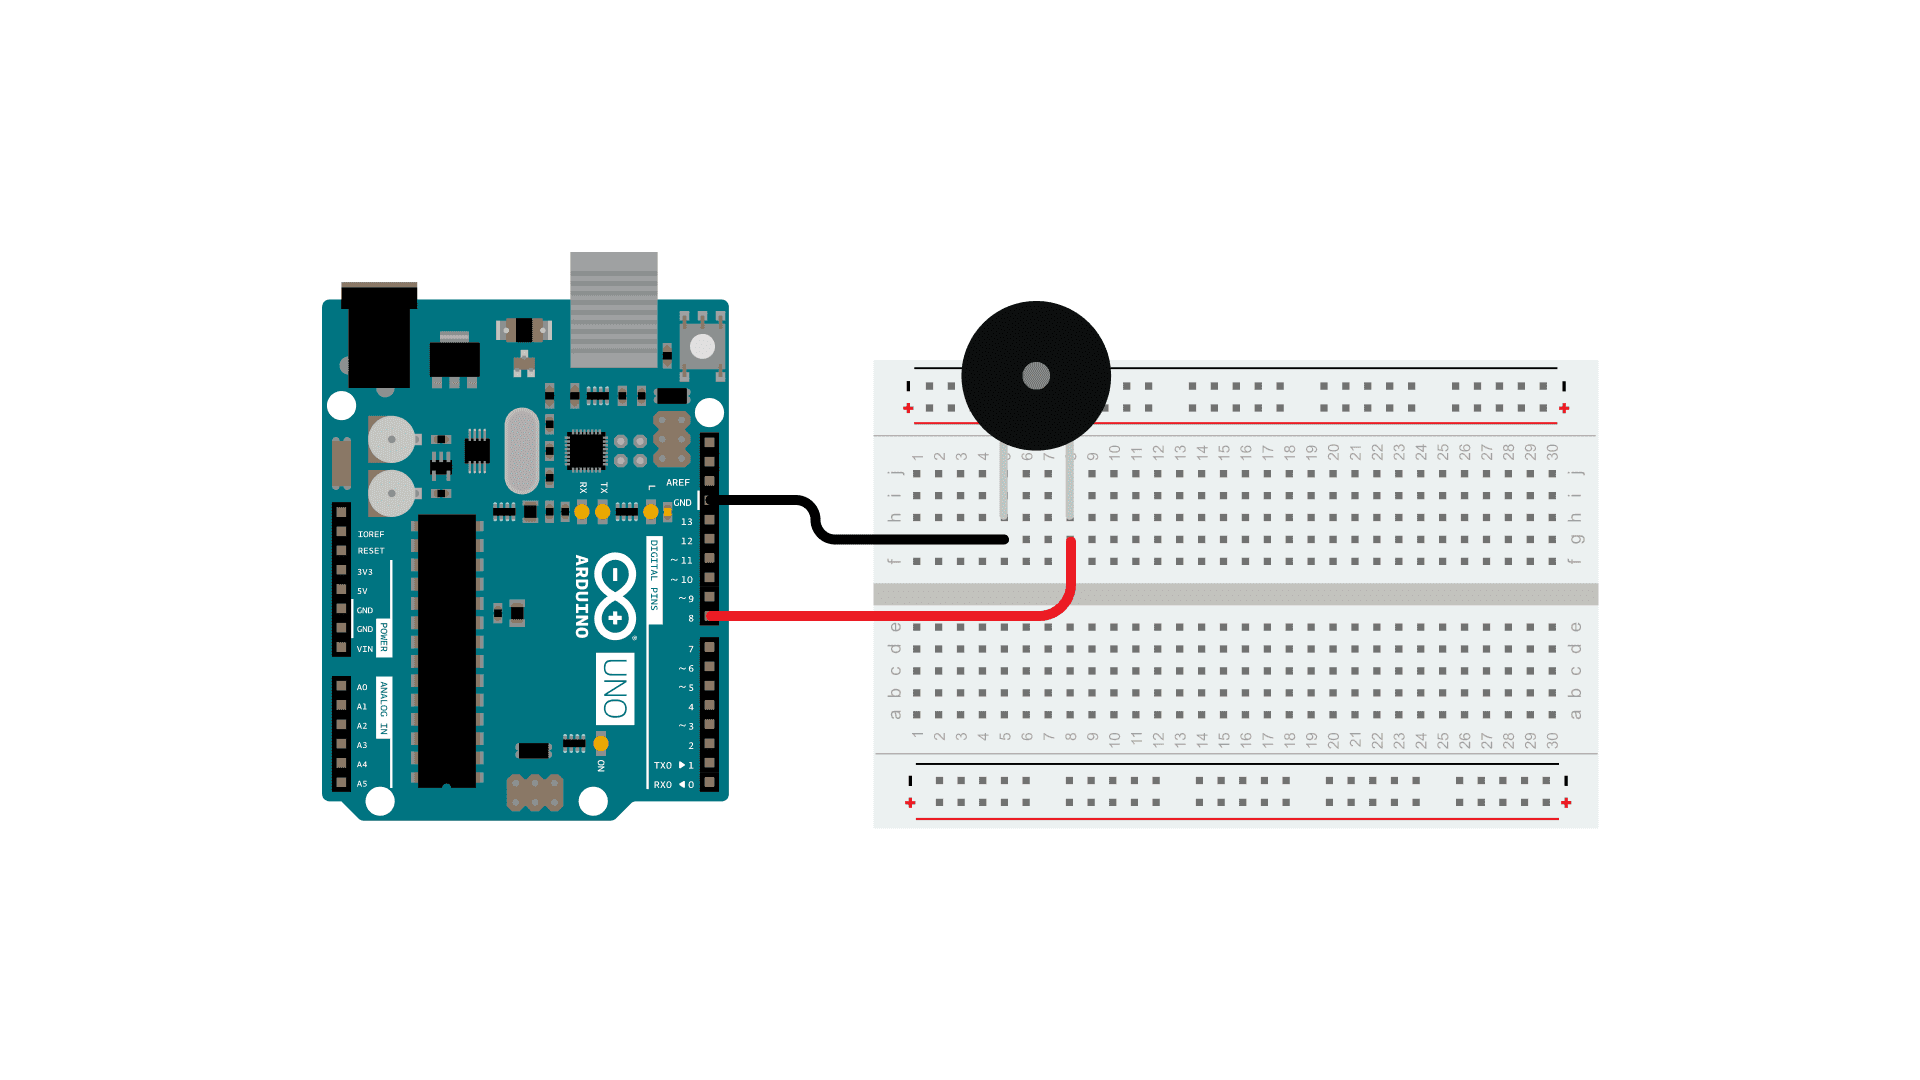 RX TX L
AREF
GND
13
12
~ 11
~ 10
~ 9
8
7
~ 6
~ 5
4
~ 3
2
TX0 ▶ 1
RX0 ◀ 0
DIGITAL PINS
ARDUINO
®
UNO
ON
IOREF
RESET
3V3
5V
GND
GND
VIN
POWER
A0
A1
A2
A3
A4
A5
ANALOG IN
- -
+ +
1 2 3 4 7 9 10 11 12 13 14 15 16 17 18 19 20 21 22 23 24 25 26 27 28 29 30
j j
i i
h h
g
f f
e e
d d
c c
b b
a a
1 2 3 4 5 6 7 8 9 10 11 12 13 14 15 16 17 18 19 20 21 22 23 24 25 26 27 28 29 30
- -
+ +